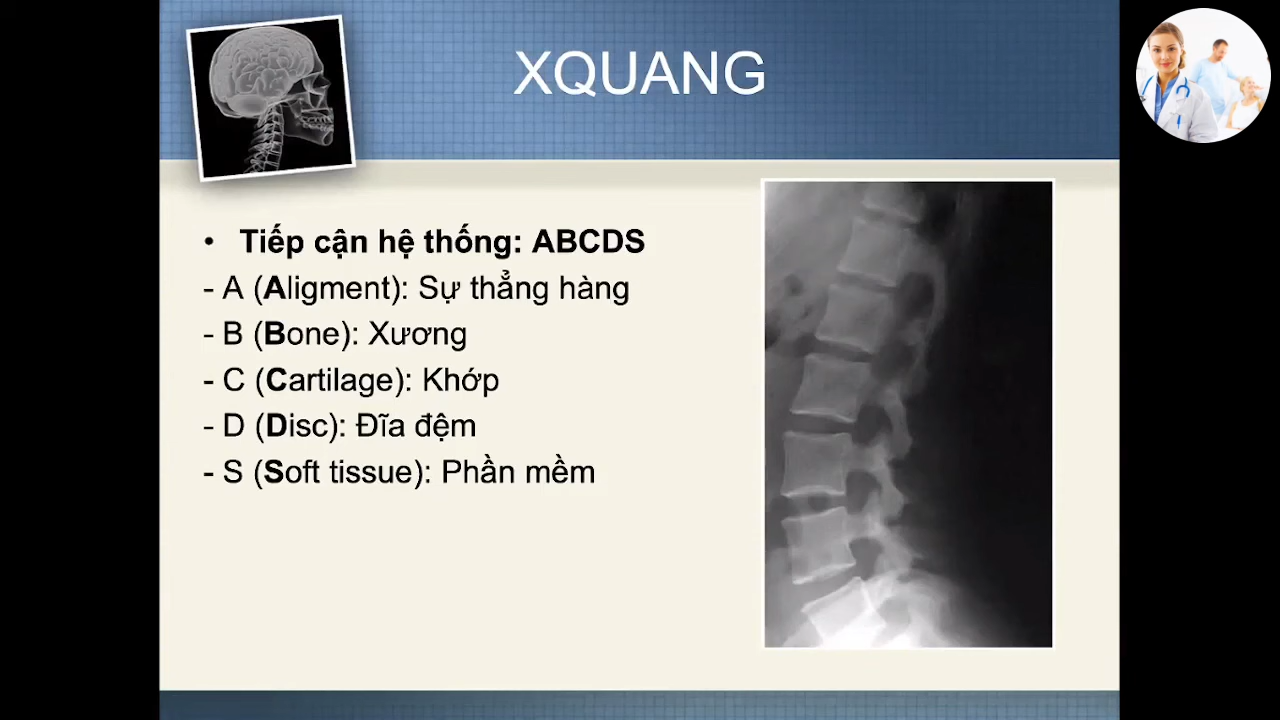 XQUANG
• Tiếp cận hệ thống: ABCDS
- A (Aligment): Sự thẳng hàng
- B (Bone): Xương
- C (Cartilage): Khớp
- D (Disc): Đĩa đệm
- S (Soft tissue): Phần mềm